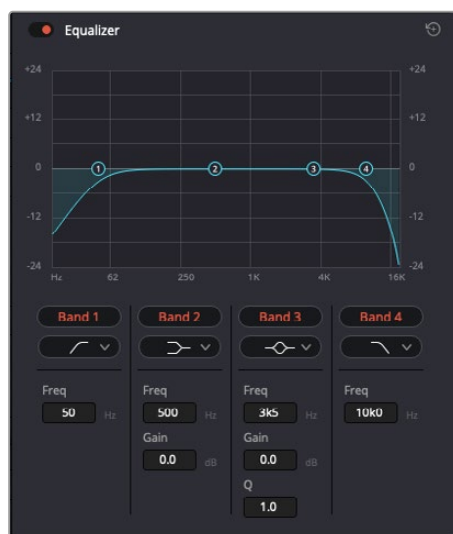 Equalizer
+24 +24
+12 +12
0 1 2 3 4 0
-12 -12
-24 -24
Hz 62 250 1K 4K 16K
Band 1 Band 2 Band 3 Band 4
Freq Freq Freq Freq
50 Hz 500 Hz 3k5 Hz 10k0 Hz
Gain Gain
0.0 dB 0.0 dB
Q
1.0